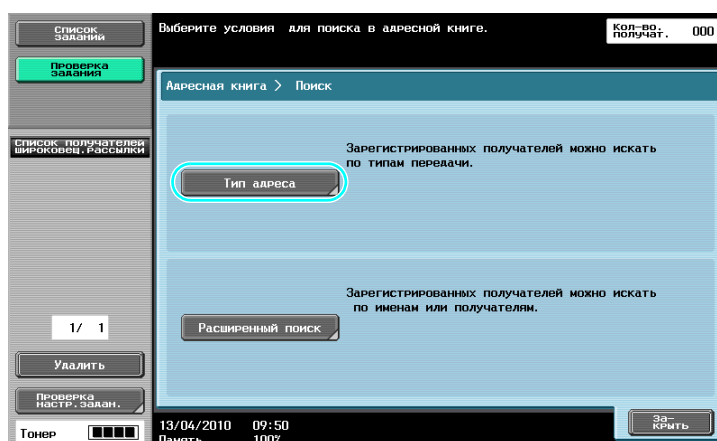 Список
заданий
Проверка
задания
Список получателей
широковец.рассылки
1/ 1
Удалить
Проверка
настр.задан.
Тонер
Выберите условия для поиска в адресной книге.
Кол-во.
получат. 000
Адресная книга > Поиск
Зарегистрированных получателей можно искать
по типам передачи.
Тип адреса
Зарегистрированных получателей можно искать
по именам или получателям.
Расширенный поиск
За-
крыть
13/04/2010 09:50
Память 100%